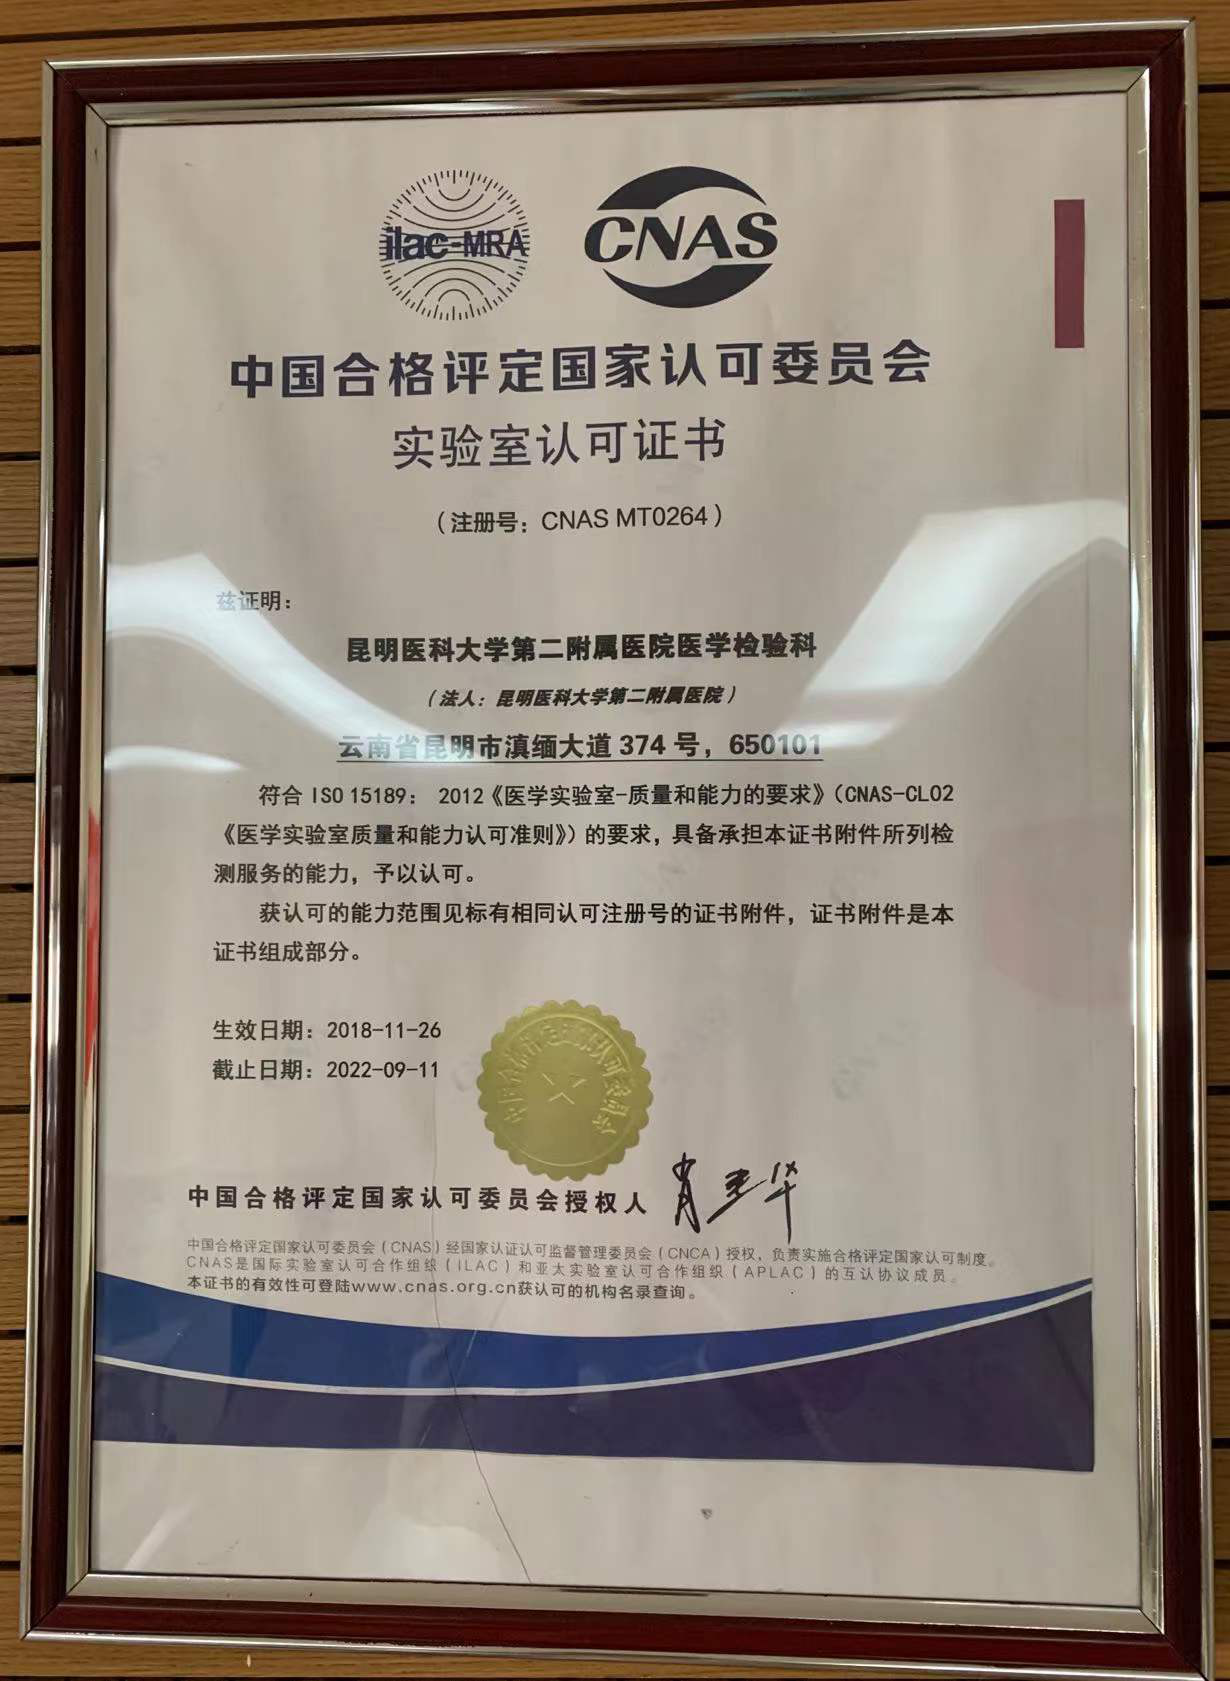 ilac-MRA
CNAS
中国合格评定国家认可委员会
实验室认可证书
（注册号：CNAS MT0264）
兹证明：
昆明医科大学第二附属医院医学检验科
（法人：昆明医科大学第二附属医院）
云南省昆明市滇缅大道 374 号，650101
符合 ISO 15189： 2012《医学实验室-质量和能力的要求》（CNAS-CL02
《医学实验室质量和能力认可准则》）的要求，具备承担本证书附件所列检
测服务的能力，予以认可。
获认可的能力范围见标有相同认可注册号的证书附件，证书附件是本
证书组成部分。
生效日期：2018-11-26
截止日期：2022-09-11
中国合格评定国家认可委员会
中国合格评定国家认可委员会授权人
中国合格评定国家认可委员会（CNAS）经国家认证认可监督管理委员会（CNCA）授权，负责实施合格评定国家认可制度。
CNAS是国际实验室认可合作组织（ILAC）和亚太实验室认可合作组织（APLAC）的互认协议成员。
本证书的有效性可登陆www.cnas.org.cn获认可的机构名录查询。